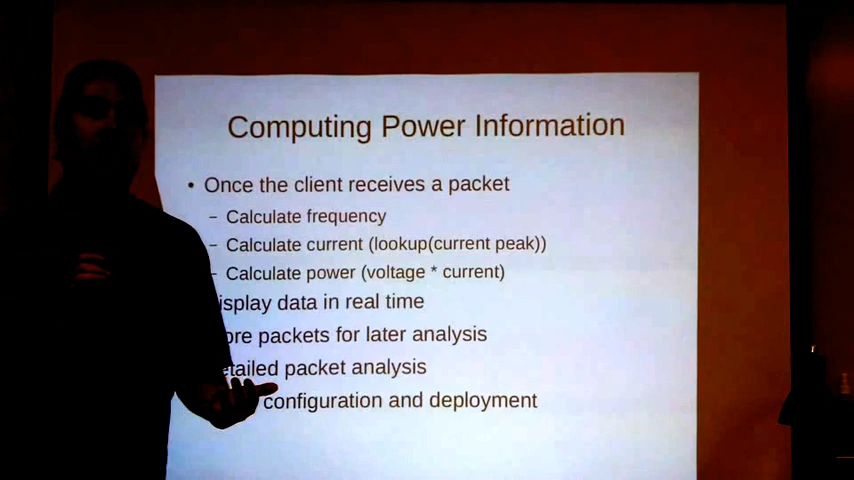 Computing Power Information
• Once the client receives a packet
– Calculate frequency
– Calculate current (lookup(current peak))
– Calculate power (voltage * current)
isplay data in real time
ore packets for later analysis
etailed packet analysis
configuration and deployment